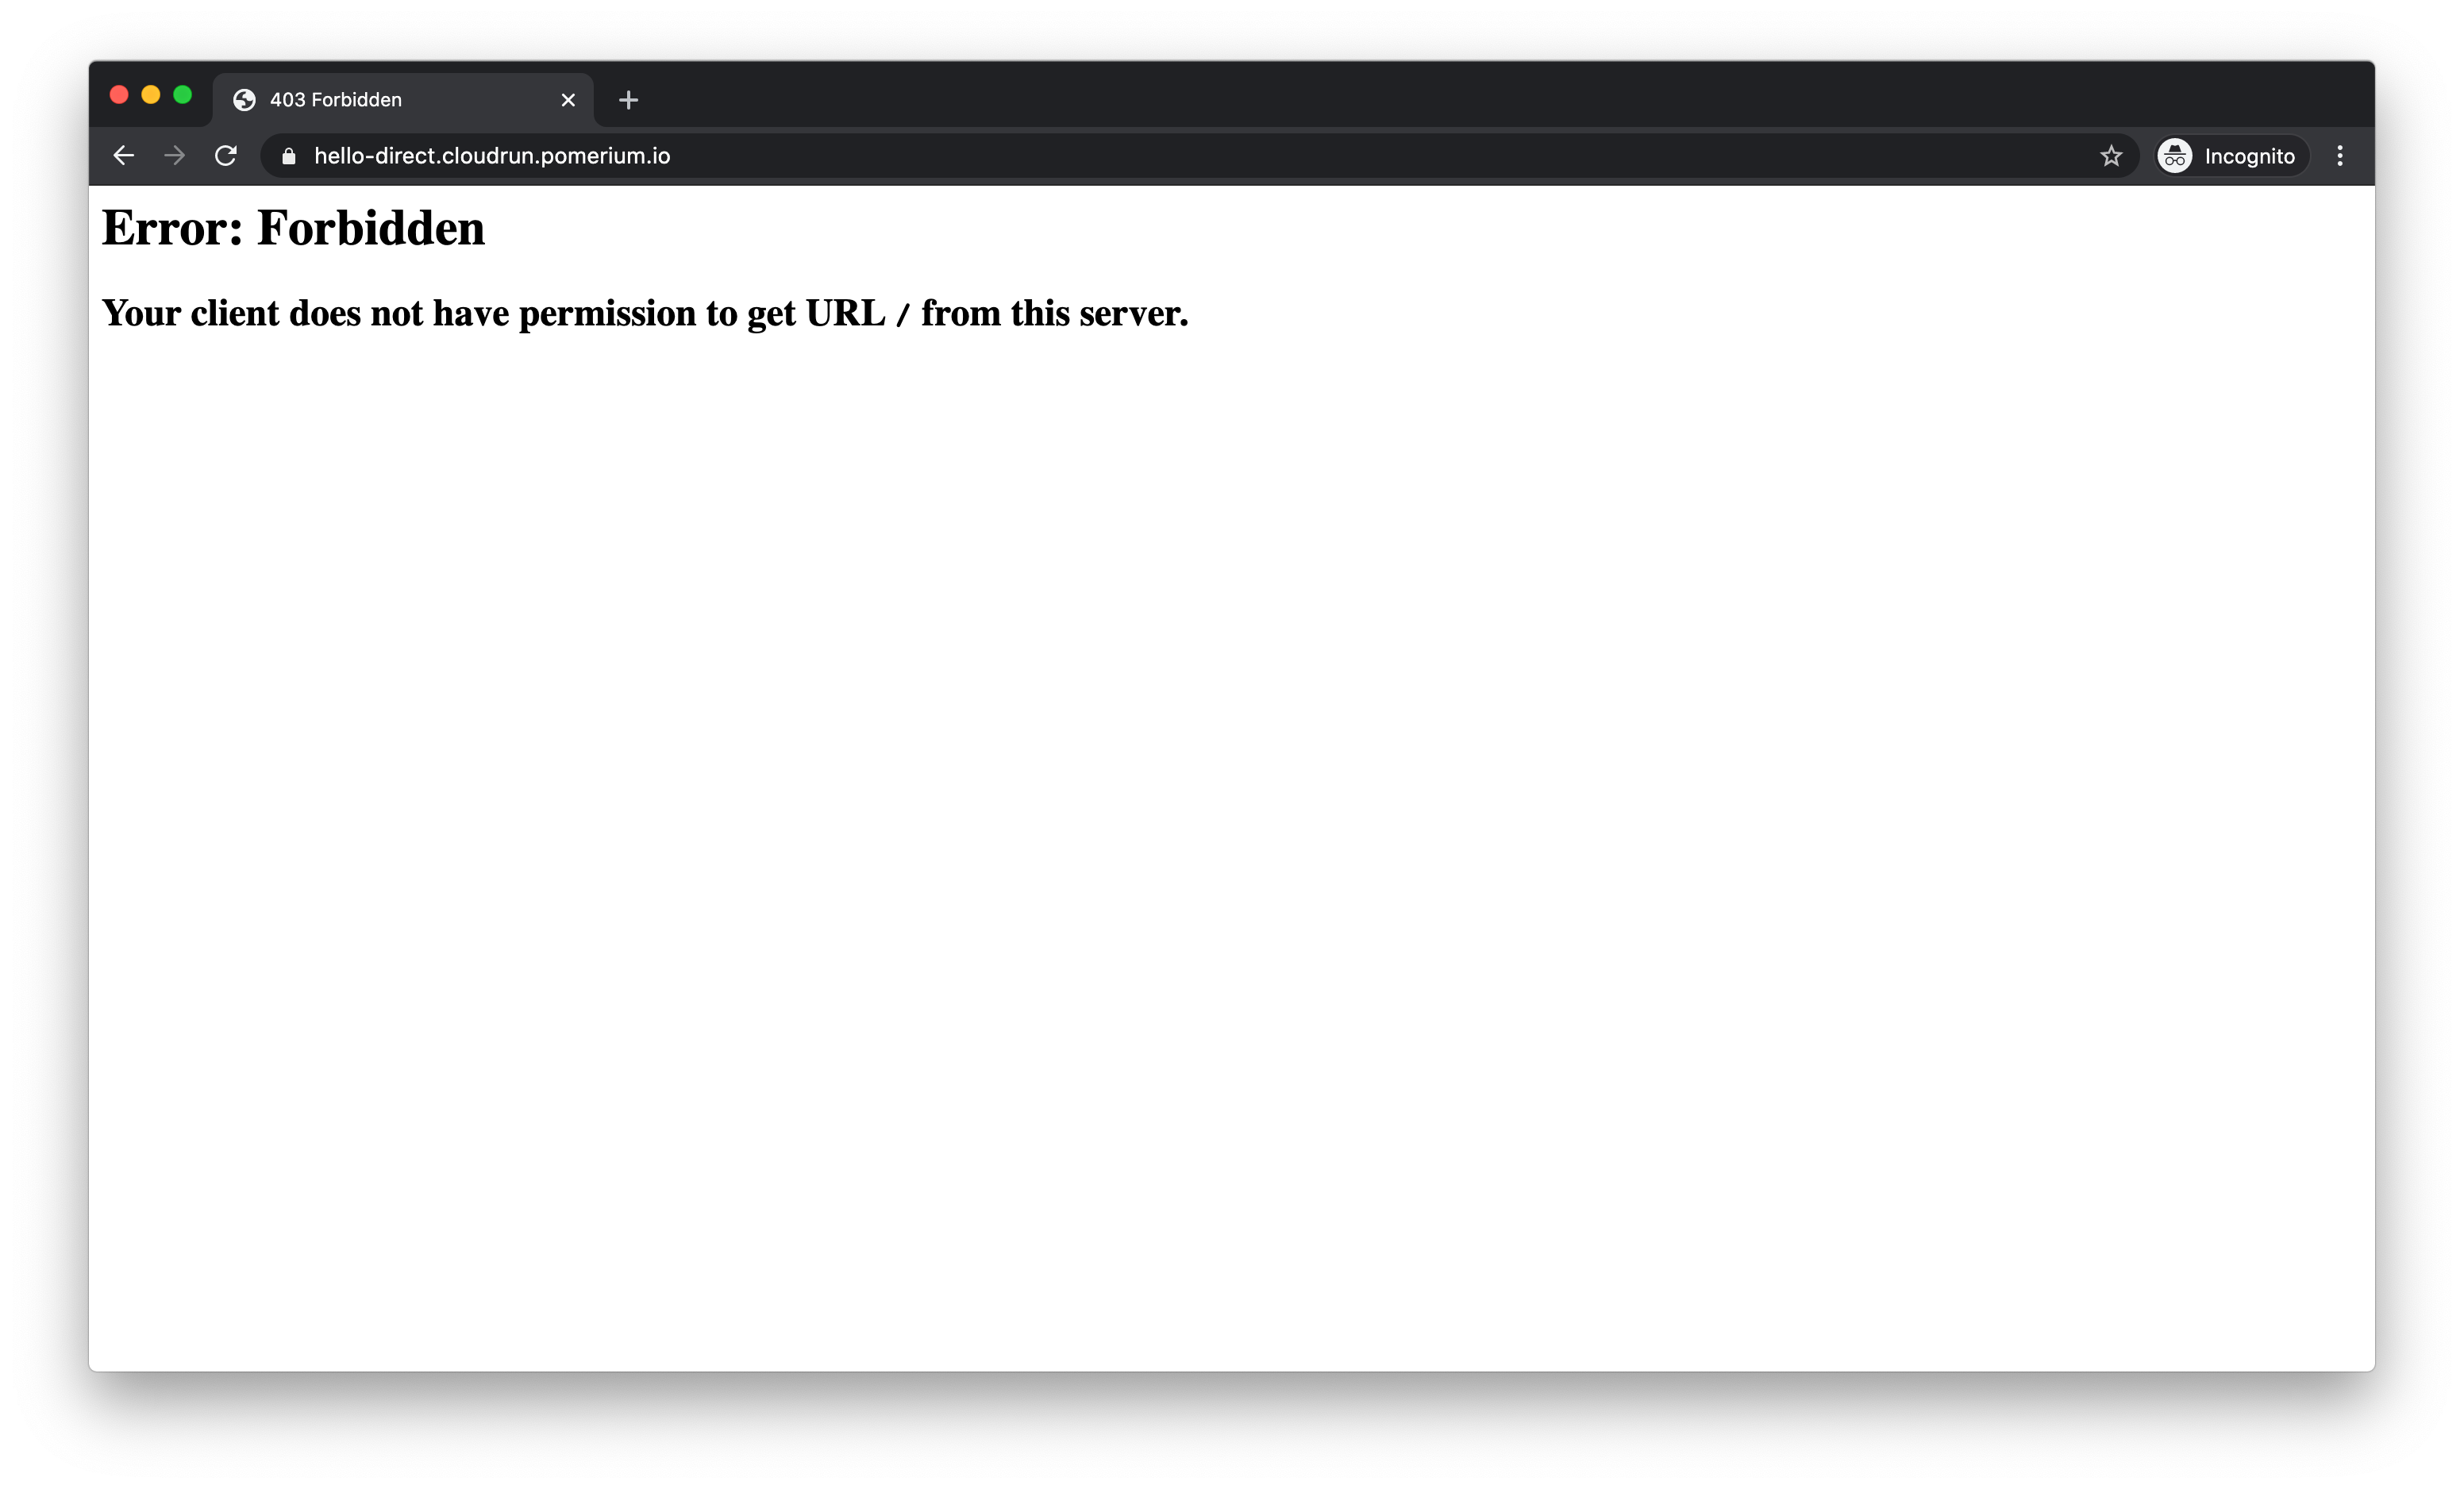 403 Forbidden
hello-direct.cloudrun.pomerium.io
Incognito
Error: Forbidden
Your client does not have permission to get URL / from this server.